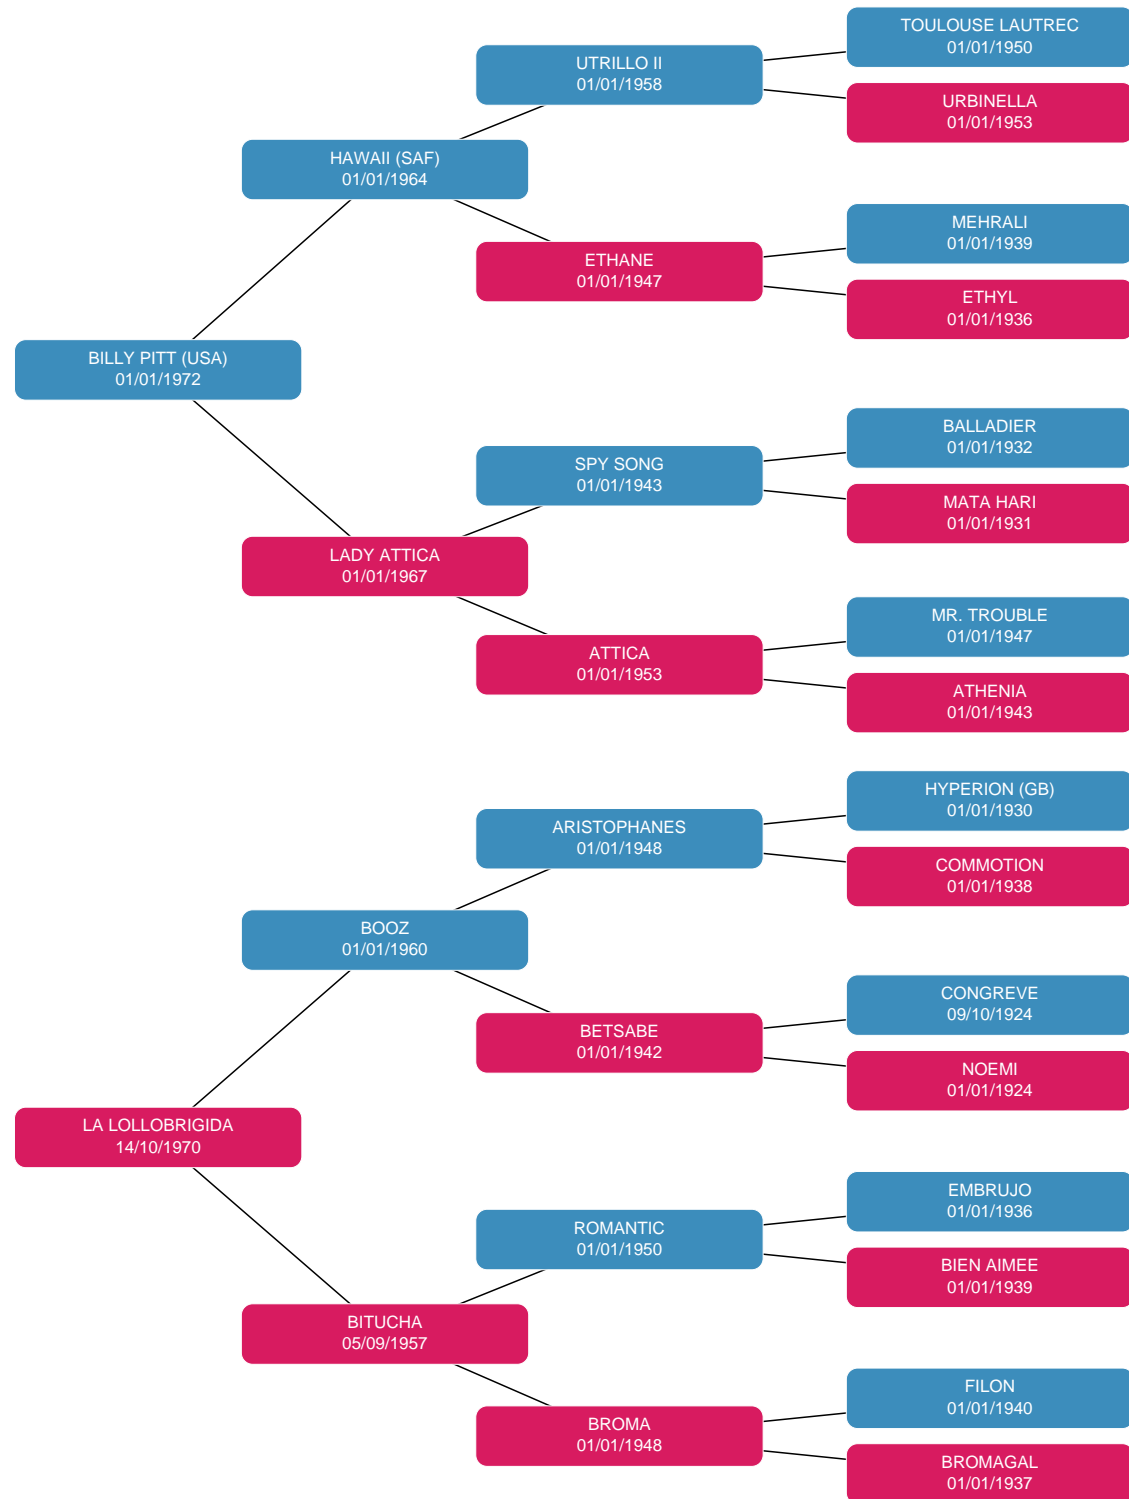 TOULOUSE LAUTREC
01/01/1950
UTRILLO II
01/01/1958
URBINELLA
01/01/1953
HAWAII (SAF)
01/01/1964
MEHRALI
01/01/1939
ETHANE
01/01/1947
ETHYL
01/01/1936
BILLY PITT (USA)
01/01/1972
BALLADIER
01/01/1932
SPY SONG
01/01/1943
MATA HARI
01/01/1931
LADY ATTICA
01/01/1967
MR. TROUBLE
01/01/1947
ATTICA
01/01/1953
ATHENIA
01/01/1943
HYPERION (GB)
01/01/1930
ARISTOPHANES
01/01/1948
COMMOTION
01/01/1938
BOOZ
01/01/1960
CONGREVE
09/10/1924
BETSABE
01/01/1942
NOEMI
01/01/1924
LA LOLLOBRIGIDA
14/10/1970
EMBRUJO
01/01/1936
ROMANTIC
01/01/1950
BIEN AIMEE
01/01/1939
BITUCHA
05/09/1957
FILON
01/01/1940
BROMA
01/01/1948
BROMAGAL
01/01/1937